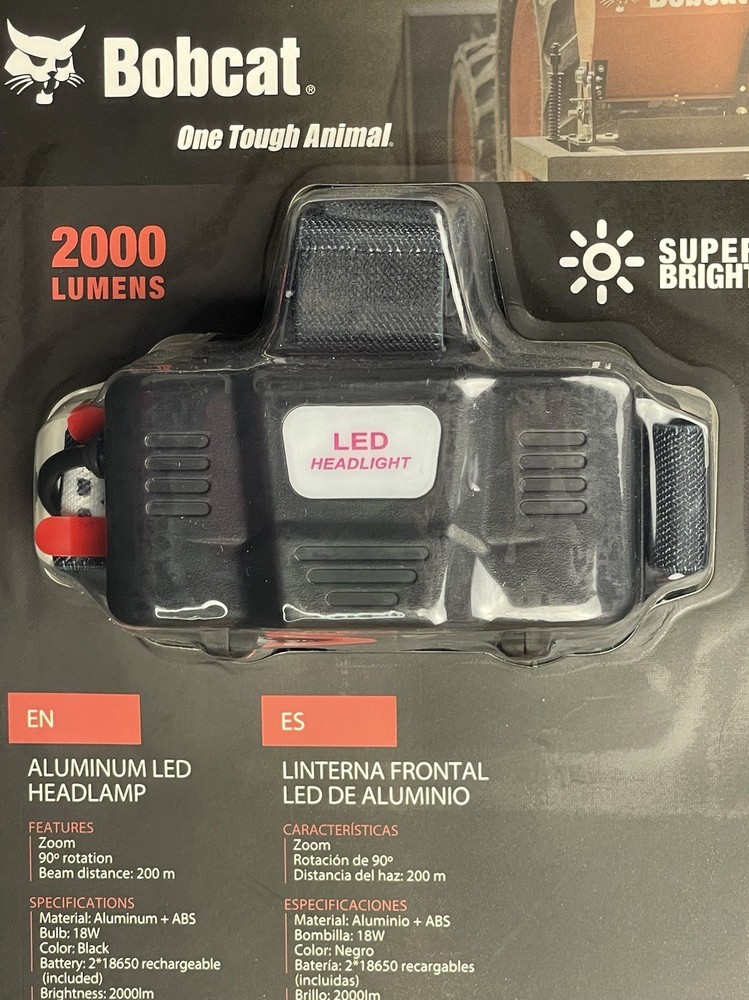 Bobcat®
One Tough Animal®
2000
LUMENS
SUPER
BRIGHT
LED
HEADLIGHT
EN
ALUMINUM LED
HEADLAMP
FEATURES
Zoom
90º rotation
Beam distance: 200 m
SPECIFICATIONS
Material: Aluminum + ABS
Bulb: 18W
Color: Black
Battery: 2*18650 rechargeable
(included)
Brightness: 2000lm
ES
LINTERNA FRONTAL
LED DE ALUMINIO
CARACTERÍSTICAS
Zoom
Rotación de 90º
Distancia del haz: 200 m
ESPECIFICACIONES
Material: Aluminio + ABS
Bombilla: 18W
Color: Negro
Batería: 2*18650 recargables
(incluidas)
Brillo: 2000lm